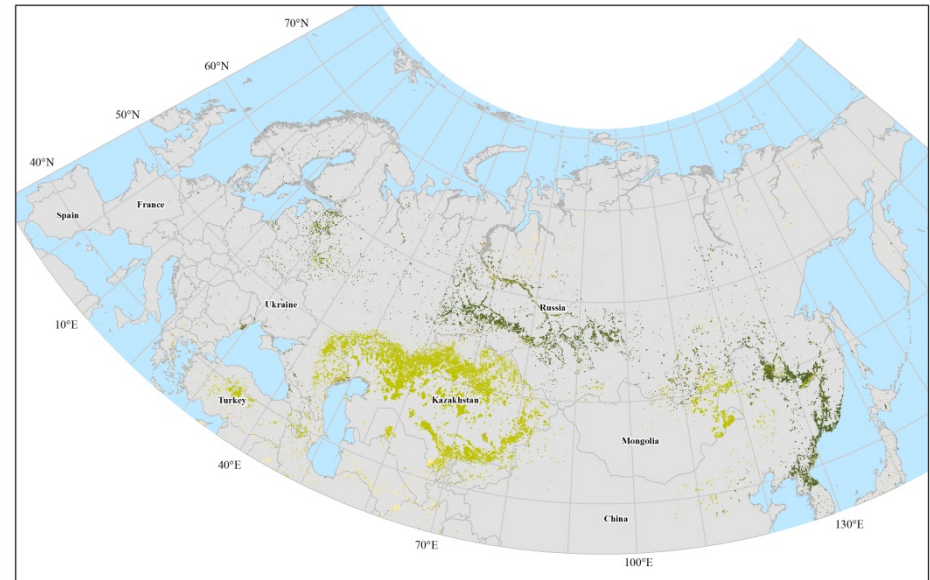 70°N
60°N
50°N
40°N
Spain
France
Ukraine
Russia
10°E
Turkey
Kazakhstan
Mongolia
40°E
China
70°E
130°E
100°E